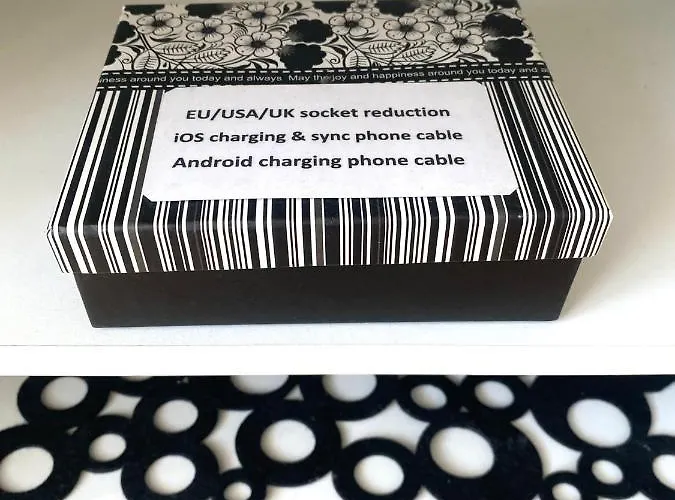 ness around you today and always May the joy and happiness around you today and a
EU/USA/UK socket reduction
iOS charging & sync phone cable
Android charging phone cable